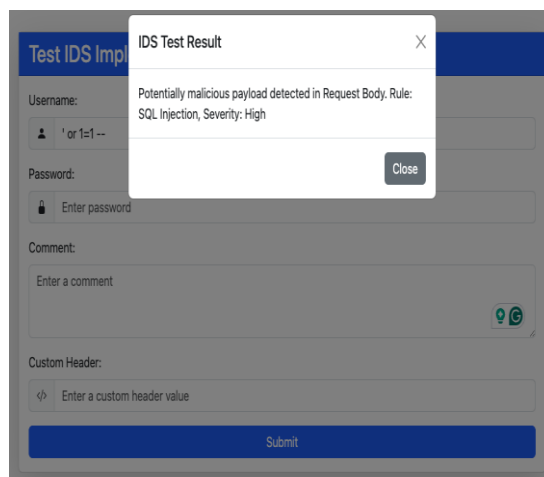 IDS Test Result
X
Potentially malicious payload detected in Request Body. Rule:
SQL Injection, Severity: High
Close
Test IDS Impl
Username:
' or 1=1 --
Password:
Enter password
Comment:
Enter a comment
Custom Header:
</> Enter a custom header value
Submit